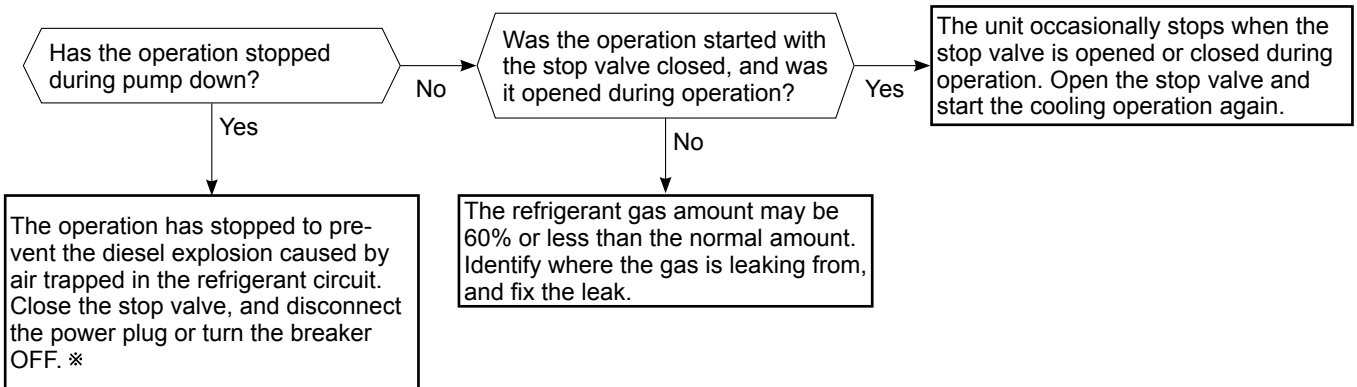 Has the operation stopped
during pump down?
No
Yes
Was the operation started with
the stop valve closed, and was
it opened during operation?
Yes
No
The unit occasionally stops when the
stop valve is opened or closed during
operation. Open the stop valve and
start the cooling operation again.
The operation has stopped to pre-
vent the diesel explosion caused by
air trapped in the refrigerant circuit.
Close the stop valve, and disconnect
the power plug or turn the breaker
OFF. ※
The refrigerant gas amount may be
60% or less than the normal amount.
Identify where the gas is leaking from,
and fix the leak.